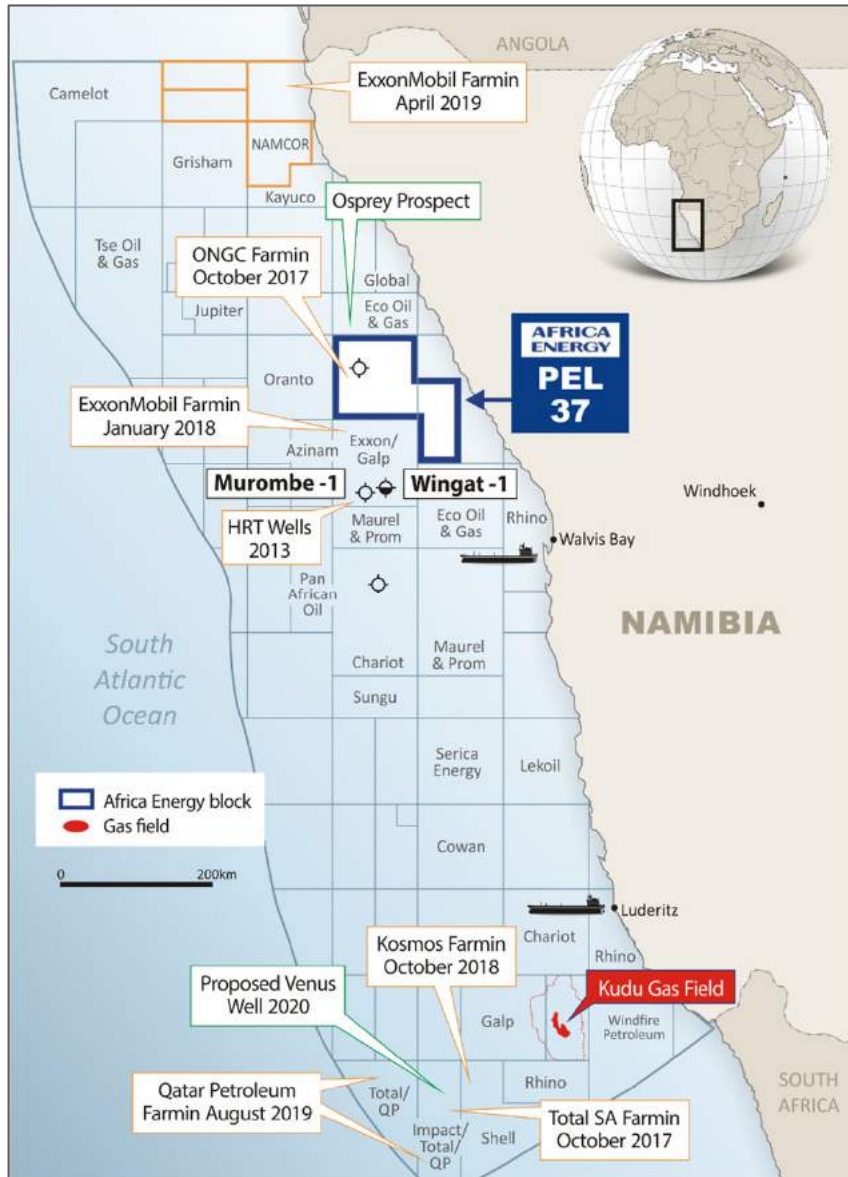 ANGOLA
Camelot
ExxonMobil Farmin
April 2019
Grisham
NAMCOR
Kayuco
Osprey Prospect
Tse Oil
& Gas
ONGC Farmin
October 2017
Global
Jupiter
Eco Oil
& Gas
AFRICA
ENERGY
PEL
37
Oranto
ExxonMobil Farmin
January 2018
Azinam
Exxon/
Galp
Murombe -1
Wingat -1
Windhoek
HRT Wells
2013
Maurel
& Prom
Eco Oil
& Gas
Rhino
Walvis Bay
Pan
African
Oil
NAMIBIA
South
Atlantic
Ocean
Chariot
Maurel
& Prom
Sungu
Serica
Energy
Lekoil
Africa Energy block
Gas field
Cowan
0
200km
Luderitz
Chariot
Kosmos Farmin
October 2018
Rhino
Proposed Venus
Well 2020
Kudu Gas Field
Galp
Windfire
Petroleum
Qatar Petroleum
Farmin August 2019
Total/
QP
Rhino
SOUTH
AFRICA
Impact/
Total/
QP
Shell
Total SA Farmin
October 2017